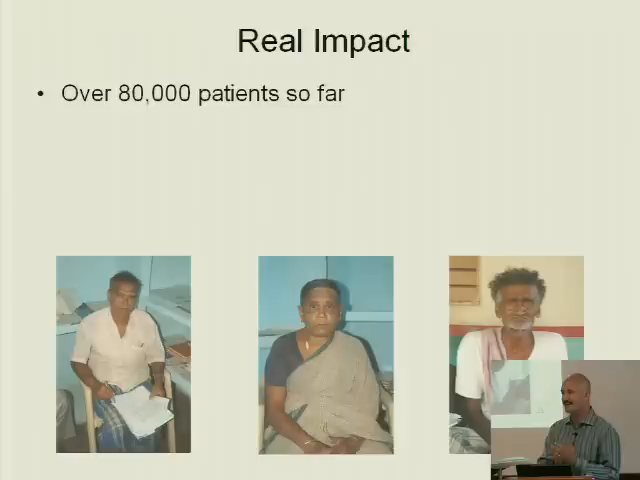 Real Impact
• Over 80,000 patients so far